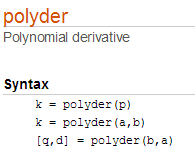 polyder
Polynomial derivative
Syntax
k = polyder(p)
k = polyder(a,b)
[q,d] = polyder(b,a)